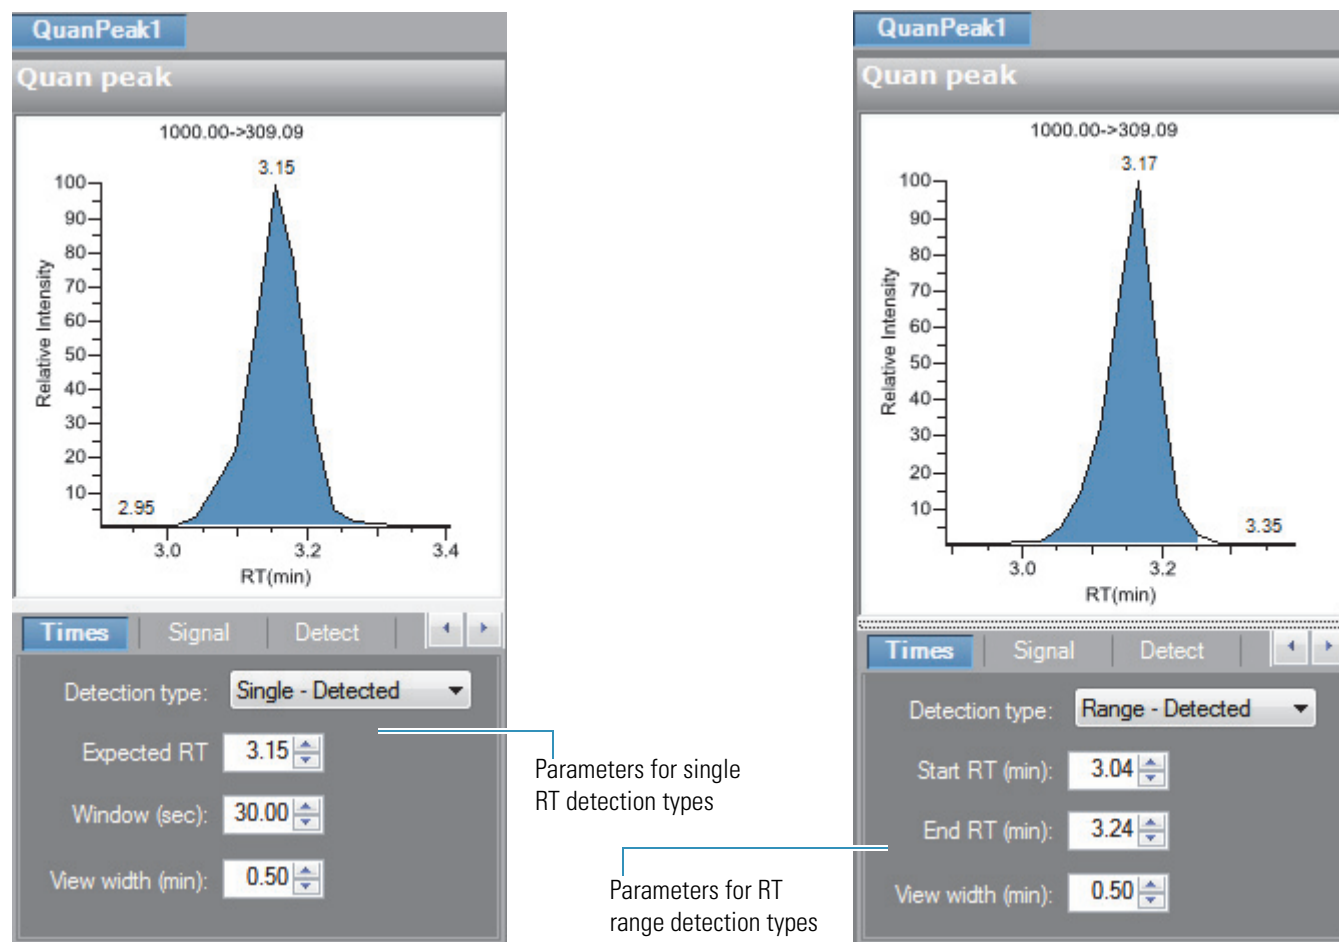 QuanPeak1
Quan peak
1000.00->309.09
3.15
100
90
80
70
60
50
40
30
20
10
Relative Intensity
2.95
3.0
3.2
3.4
RT(min)
Times
Signal
Detect
Detection type:
Single - Detected
Expected RT
3.15
Window (sec):
30.00
View width (min):
0.50
Parameters for single
RT detection types
QuanPeak1
Quan peak
1000.00->309.09
3.17
100
90
80
70
60
50
40
30
20
10
Relative Intensity
3.35
3.0
3.2
RT(min)
Times
Signal
Detect
Detection type:
Range - Detected
Start RT (min):
3.04
End RT (min):
3.24
View width (min):
0.50
Parameters for RT
range detection types